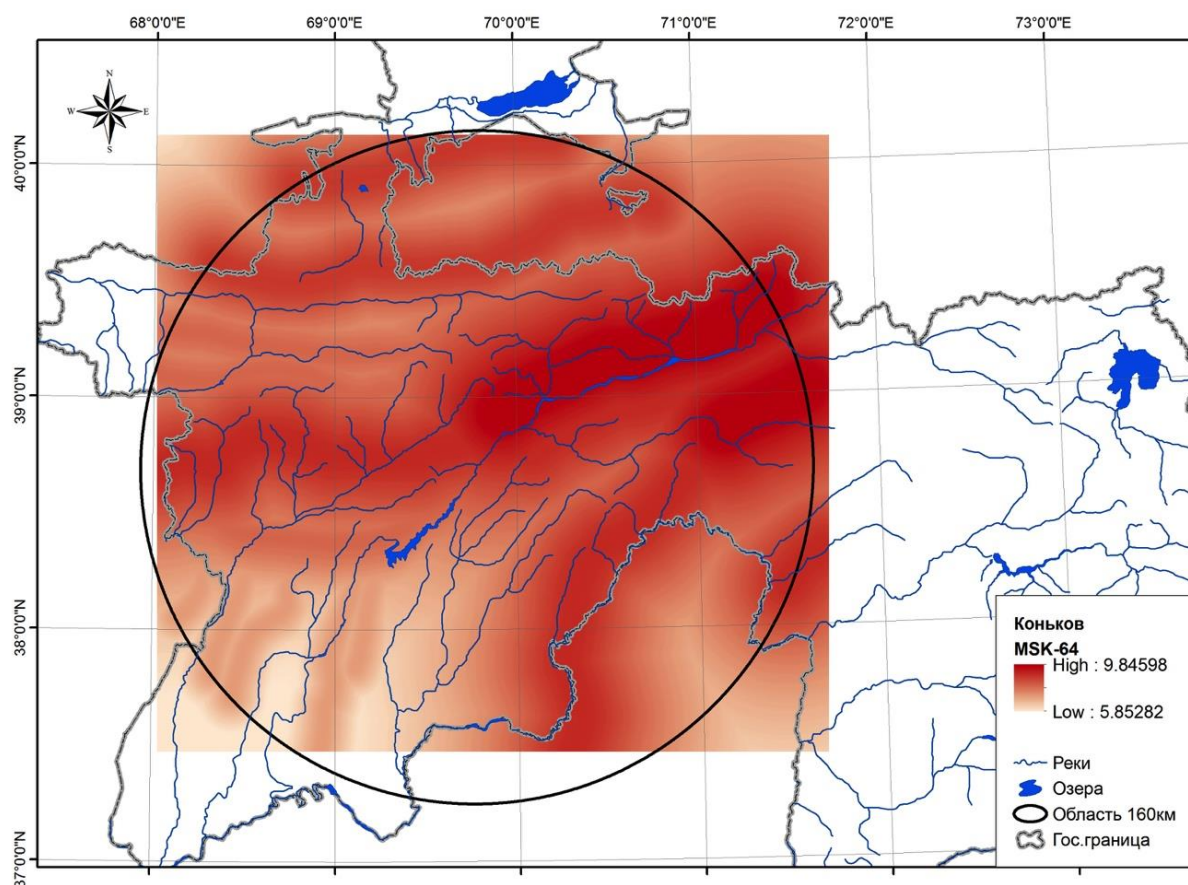 68°0'0"E 69°0'0"E 70°0'0"E 71°0'0"E 72°0'0"E 73°0'0"E
N
W E
S
40°0'0"N
39°0'0"N
38°0'0"N
37°0'0"N
Коньков
MSK-64
High : 9.84598
Low : 5.85282
Реки
Озера
Область 160км
Гос.граница